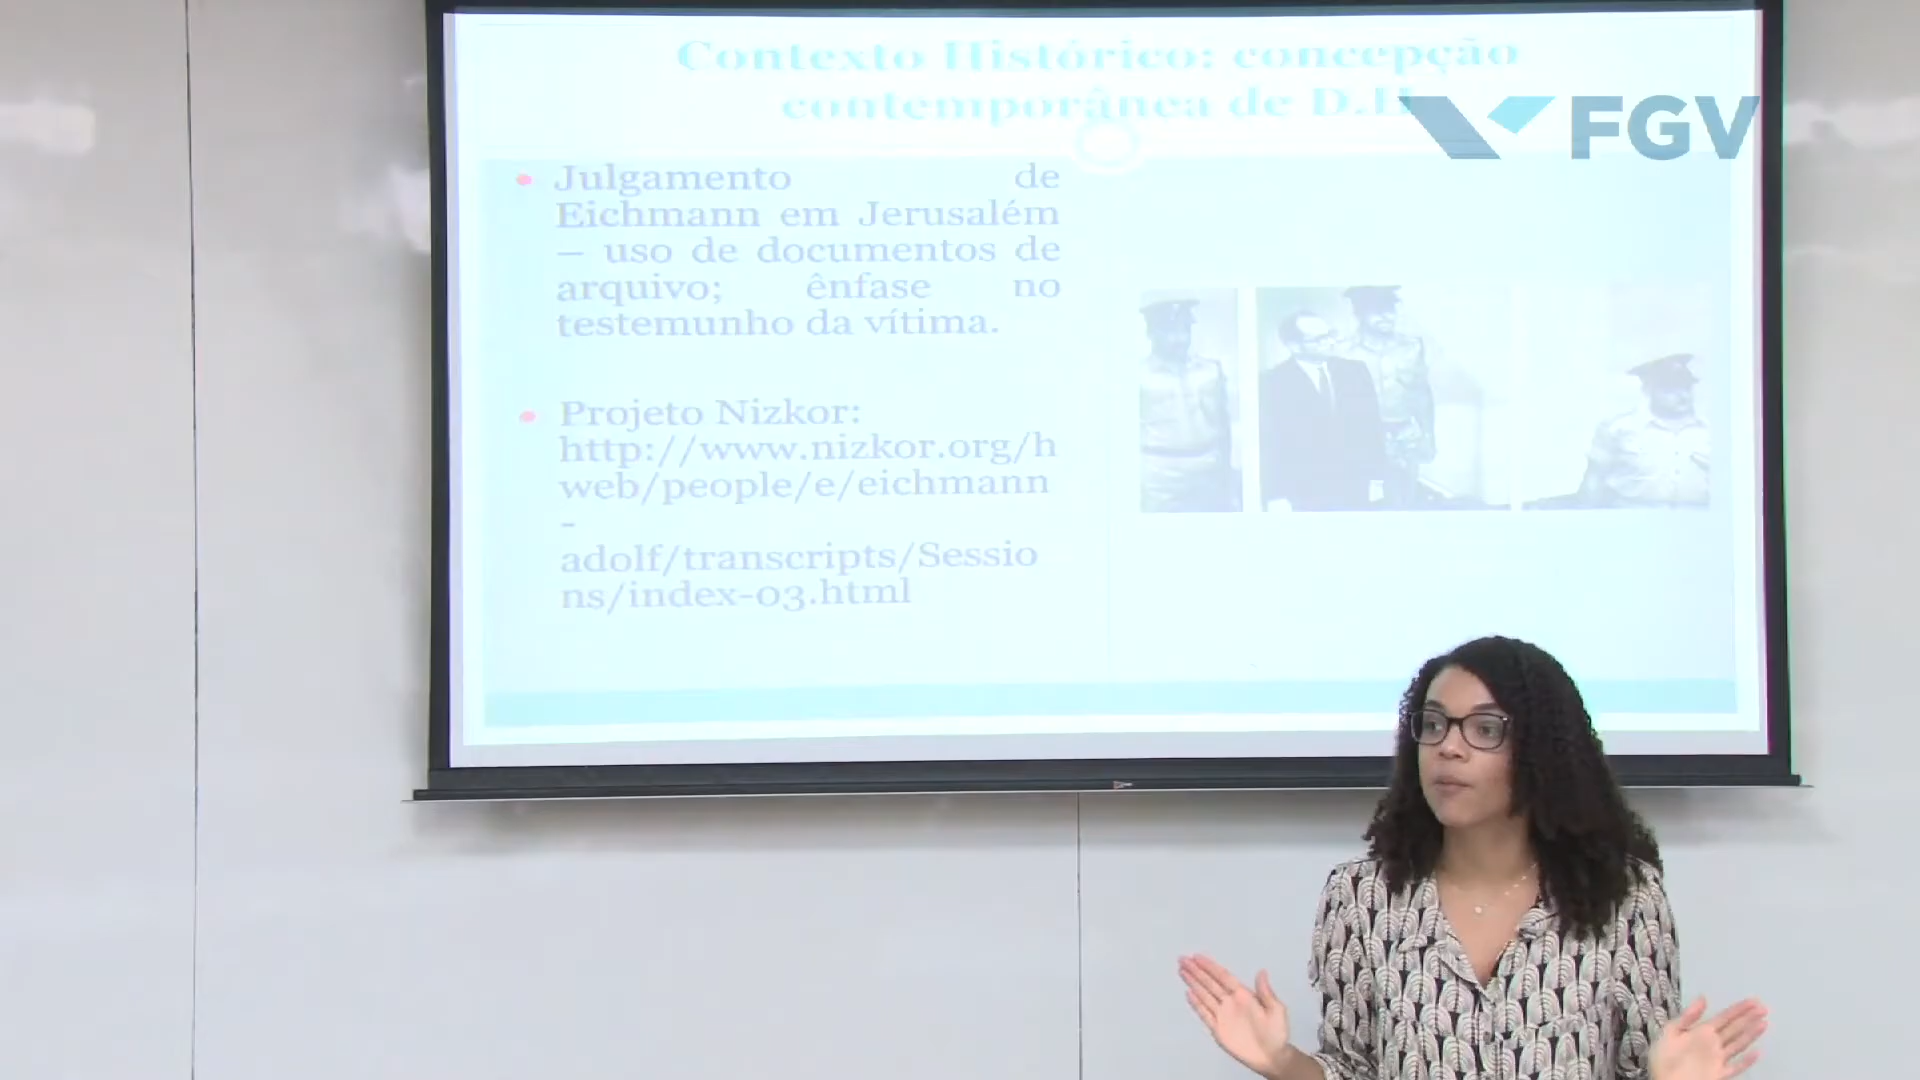 Contexto Histórico: concepção
contemporânea de D.H
FGV
Julgamento de
Eichmann em Jerusalém
– uso de documentos de
arquivo; ênfase no
testemunho da vítima.
Projeto Nizkor:
http://www.nizkor.org/h
web/people/e/eichmann
-
adolf/transcripts/Sessio
ns/index-03.html